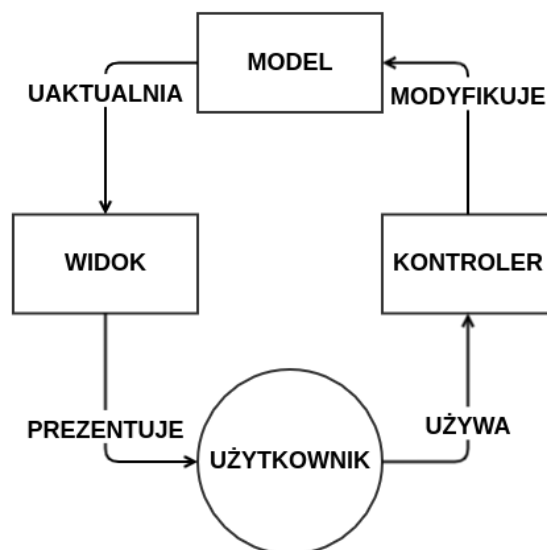 MODEL
UAKTUALNIA
MODYFIKUJE
WIDOK
KONTROLER
PREZENTUJE
UŻYWA
UŻYTKOWNIK